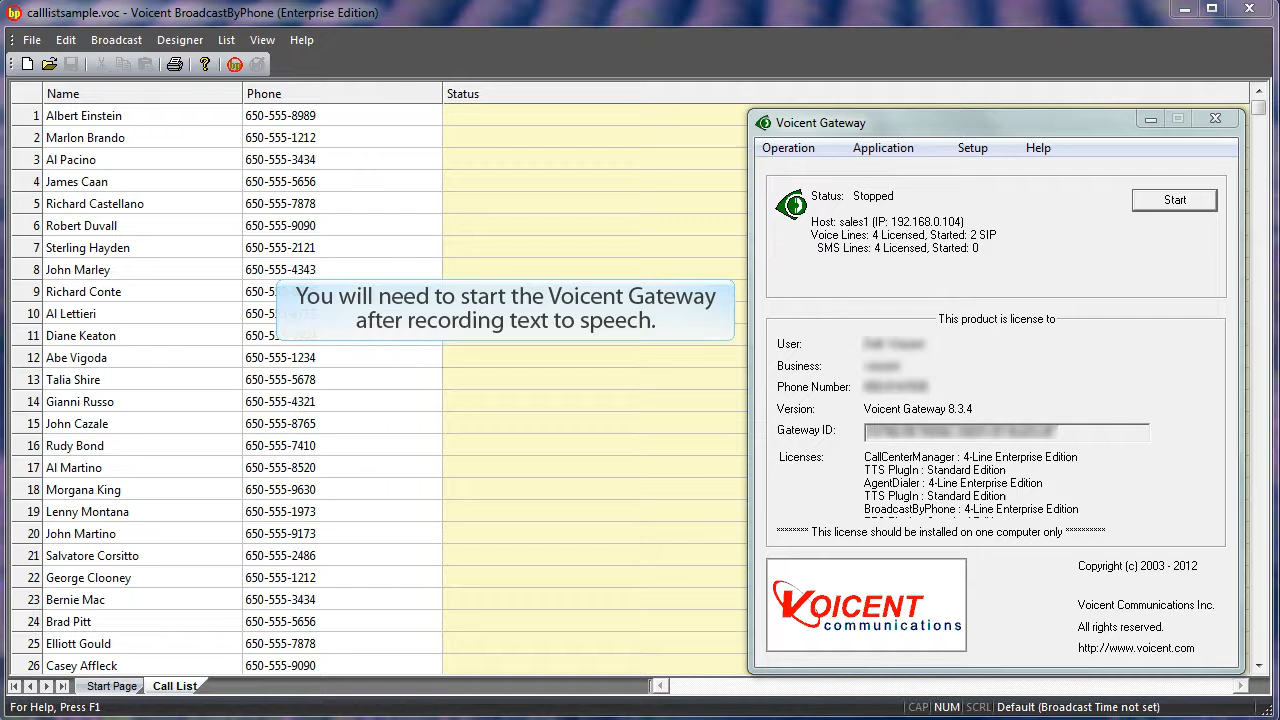 calllistsample.voc - Voicent BroadcastByPhone (Enterprise Edition)
File Edit Broadcast Designer List View Help
Name Phone Status
1 Albert Einstein 650-555-8989
2 Marlon Brando 650-555-1212
3 Al Pacino 650-555-3434
4 James Caan 650-555-5656
5 Richard Castellano 650-555-7878
6 Robert Duvall 650-555-9090
7 Sterling Hayden 650-555-2121
8 John Marley 650-555-4343
9 Richard Conte
10 Al Lettieri
11 Diane Keaton
12 Abe Vigoda 650-555-1234
13 Talia Shire 650-555-5678
14 Gianni Russo 650-555-4321
15 John Cazale 650-555-8765
16 Rudy Bond 650-555-7410
17 Al Martino 650-555-8520
18 Morgana King 650-555-9630
19 Lenny Montana 650-555-1973
20 John Martino 650-555-9173
21 Salvatore Corsitto 650-555-2486
22 George Clooney 650-555-1212
23 Bernie Mac 650-555-3434
24 Brad Pitt 650-555-5656
25 Elliott Gould 650-555-7878
26 Casey Affleck 650-555-9090
You will need to start the Voicent Gateway
after recording text to speech.
Voicent Gateway
Operation Application Setup Help
Status: Stopped
Start
Host: sales1 (IP: 192.168.0.104)
Voice Lines: 4 Licensed, Started: 2 SIP
SMS Lines: 4 Licensed, Started: 0
This product is license to
User:
Business:
Phone Number:
Version: Voicent Gateway 8.3.4
Gateway ID:
Licenses: CallCenterManager : 4-Line Enterprise Edition
TTS PlugIn : Standard Edition
AgentDialer : 4-Line Enterprise Edition
TTS PlugIn : Standard Edition
BroadcastByPhone : 4-Line Enterprise Edition
******** This license should be installed on one computer only **********
VOICENT
communications
Copyright (c) 2003 - 2012
Voicent Communications Inc.
All rights reserved.
http://www.voicent.com
Start Page Call List
For Help, Press F1
CAP NUM SCRL Default (Broadcast Time not set)